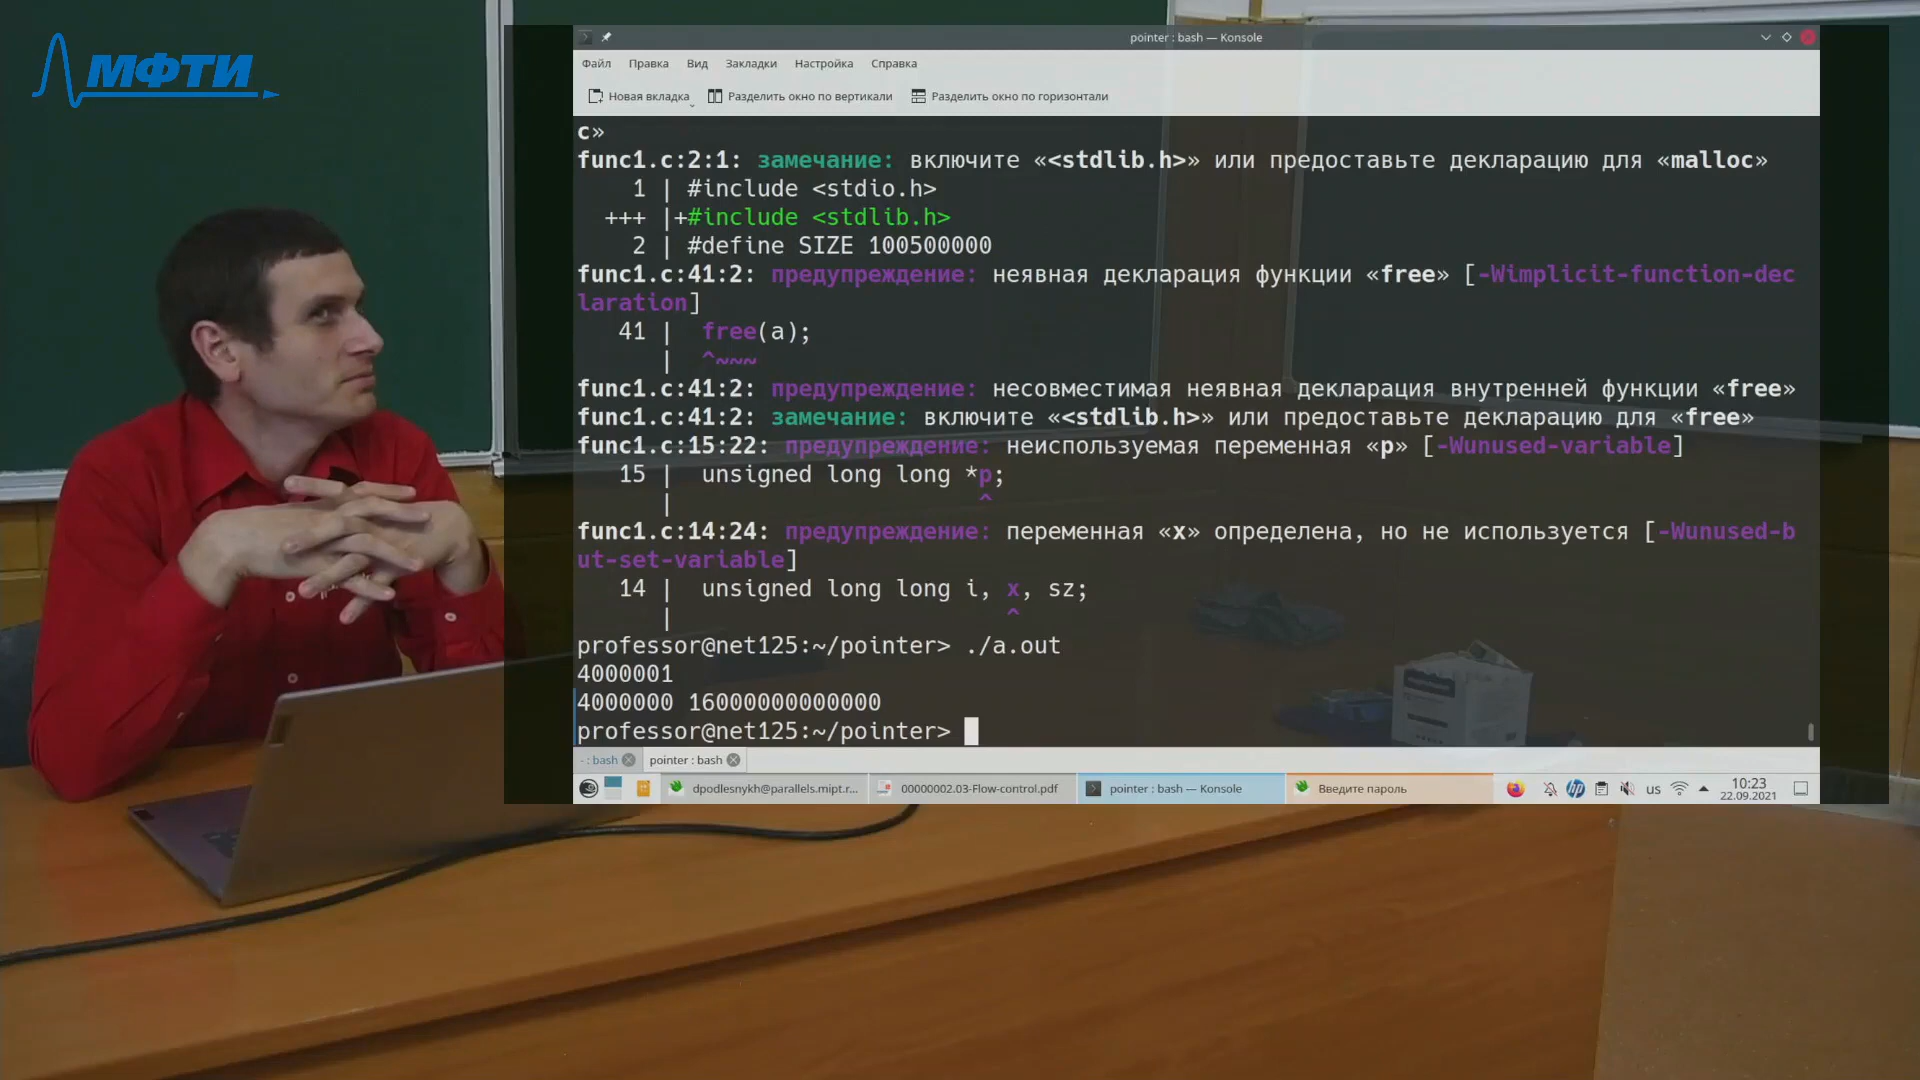 МФТИ
pointer : bash — Konsole
Файл Правка Вид Закладки Настройка Справка
Новая вкладка Разделить окно по вертикали Разделить окно по горизонтали
c»
func1.c:2:1: замечание: включите «<stdlib.h>» или предоставьте декларацию для «malloc»
1 | #include <stdio.h>
+++ |+#include <stdlib.h>
2 | #define SIZE 100500000
func1.c:41:2: предупреждение: неявная декларация функции «free» [-Wimplicit-function-dec
laration]
41 | free(a);
| ^~~~
func1.c:41:2: предупреждение: несовместимая неявная декларация внутренней функции «free»
func1.c:41:2: замечание: включите «<stdlib.h>» или предоставьте декларацию для «free»
func1.c:15:22: предупреждение: неиспользуемая переменная «p» [-Wunused-variable]
15 | unsigned long long *p;
| ^
func1.c:14:24: предупреждение: переменная «x» определена, но не используется [-Wunused-b
ut-set-variable]
14 | unsigned long long i, x, sz;
| ^
professor@net125:~/pointer> ./a.out
4000001
4000000 16000000000000
professor@net125:~/pointer>
- : bash pointer : bash
dpodlesnykh@parallels.mipt.r... 00000002.03-Flow-control.pdf pointer : bash — Konsole Введите пароль us 10:23
22.09.2021